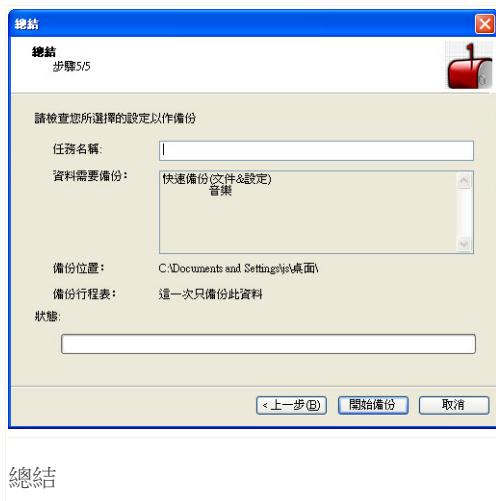 總結
總結
步驟5/5
請檢查您所選擇的設定以作備份
任務名稱:
資料需要備份： 快速備份(文件&設定)
音樂
備份位置： C:\Documents and Settings\js\桌面\
備份行程表： 這一次只備份此資料
狀態:
<上一步(B) 開始備份 取消
總結